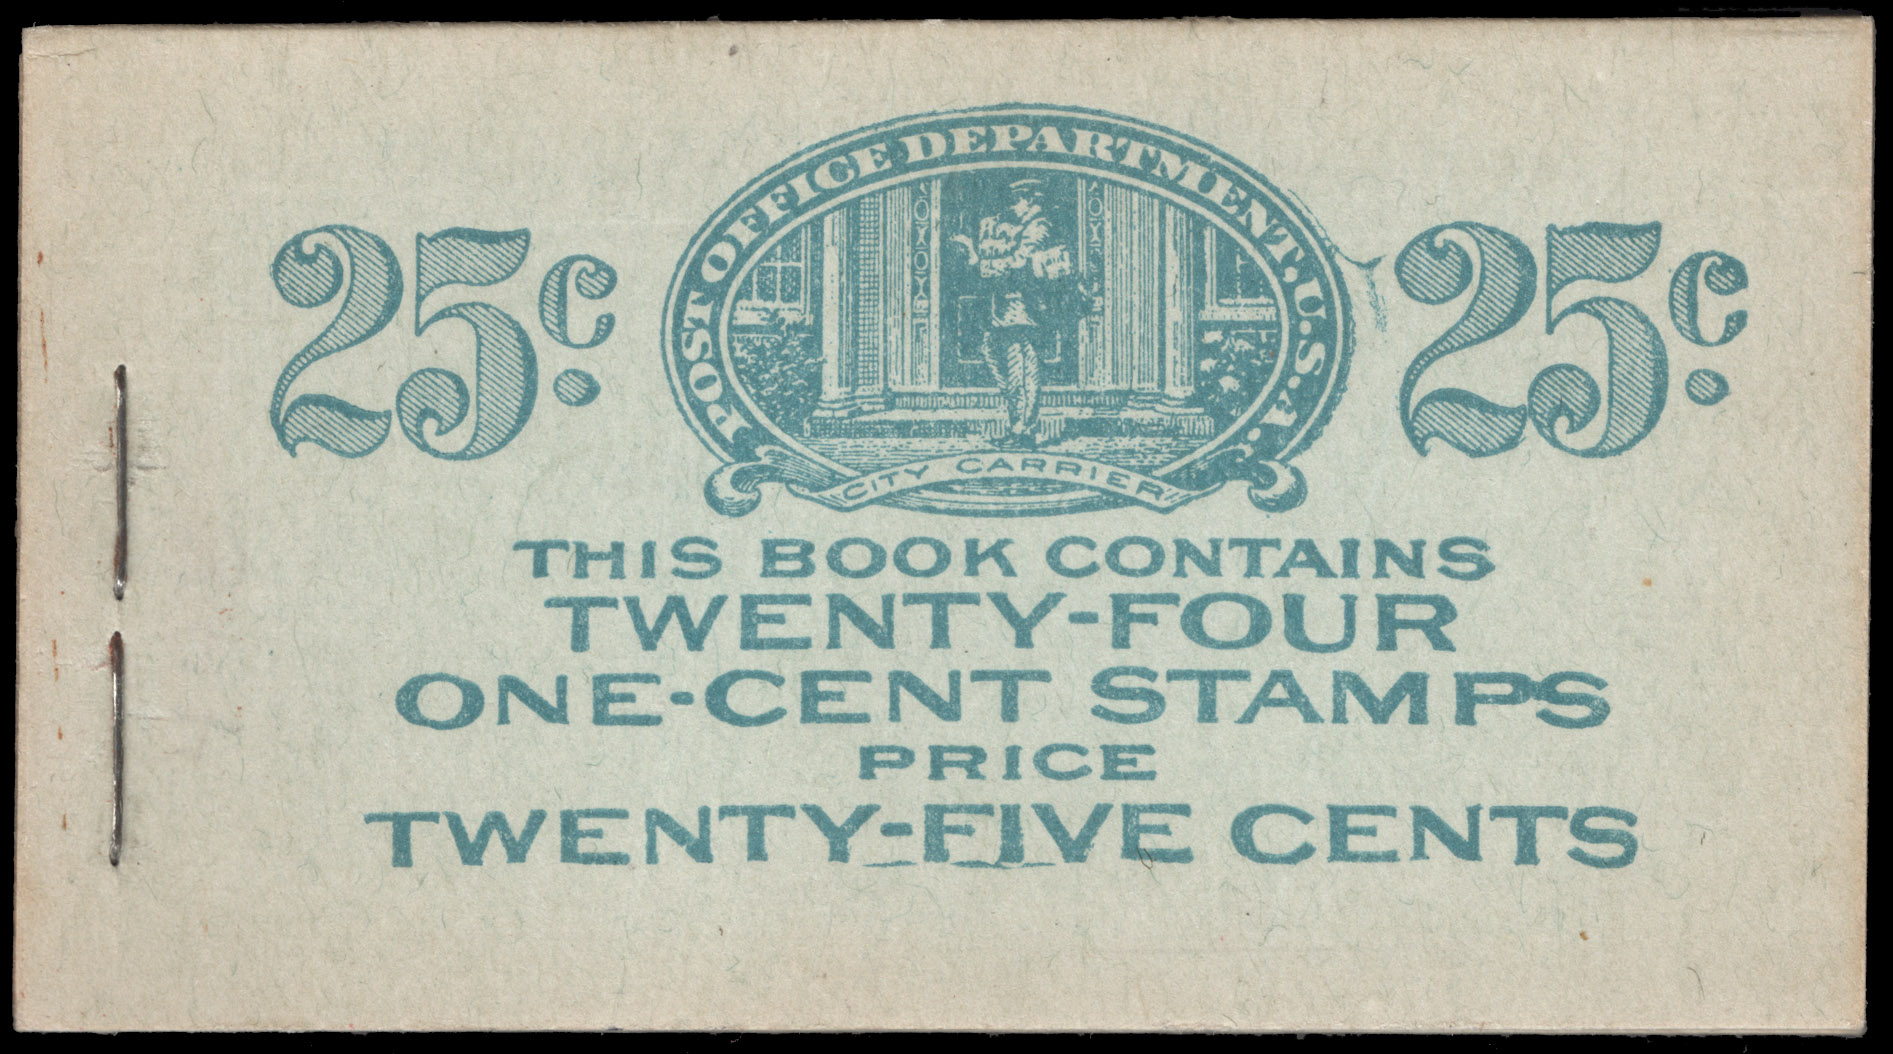 25¢
POST OFFICE DEPARTMENT. U.S.A.
25¢
CITY CARRIER
THIS BOOK CONTAINS
TWENTY-FOUR
ONE-CENT STAMPS
PRICE
TWENTY-FIVE CENTS